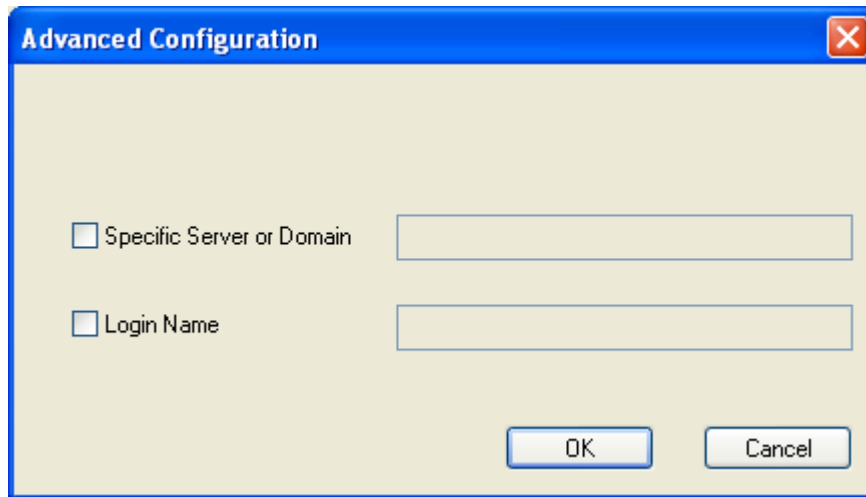 Advanced Configuration
Specific Server or Domain
Login Name
OK Cancel